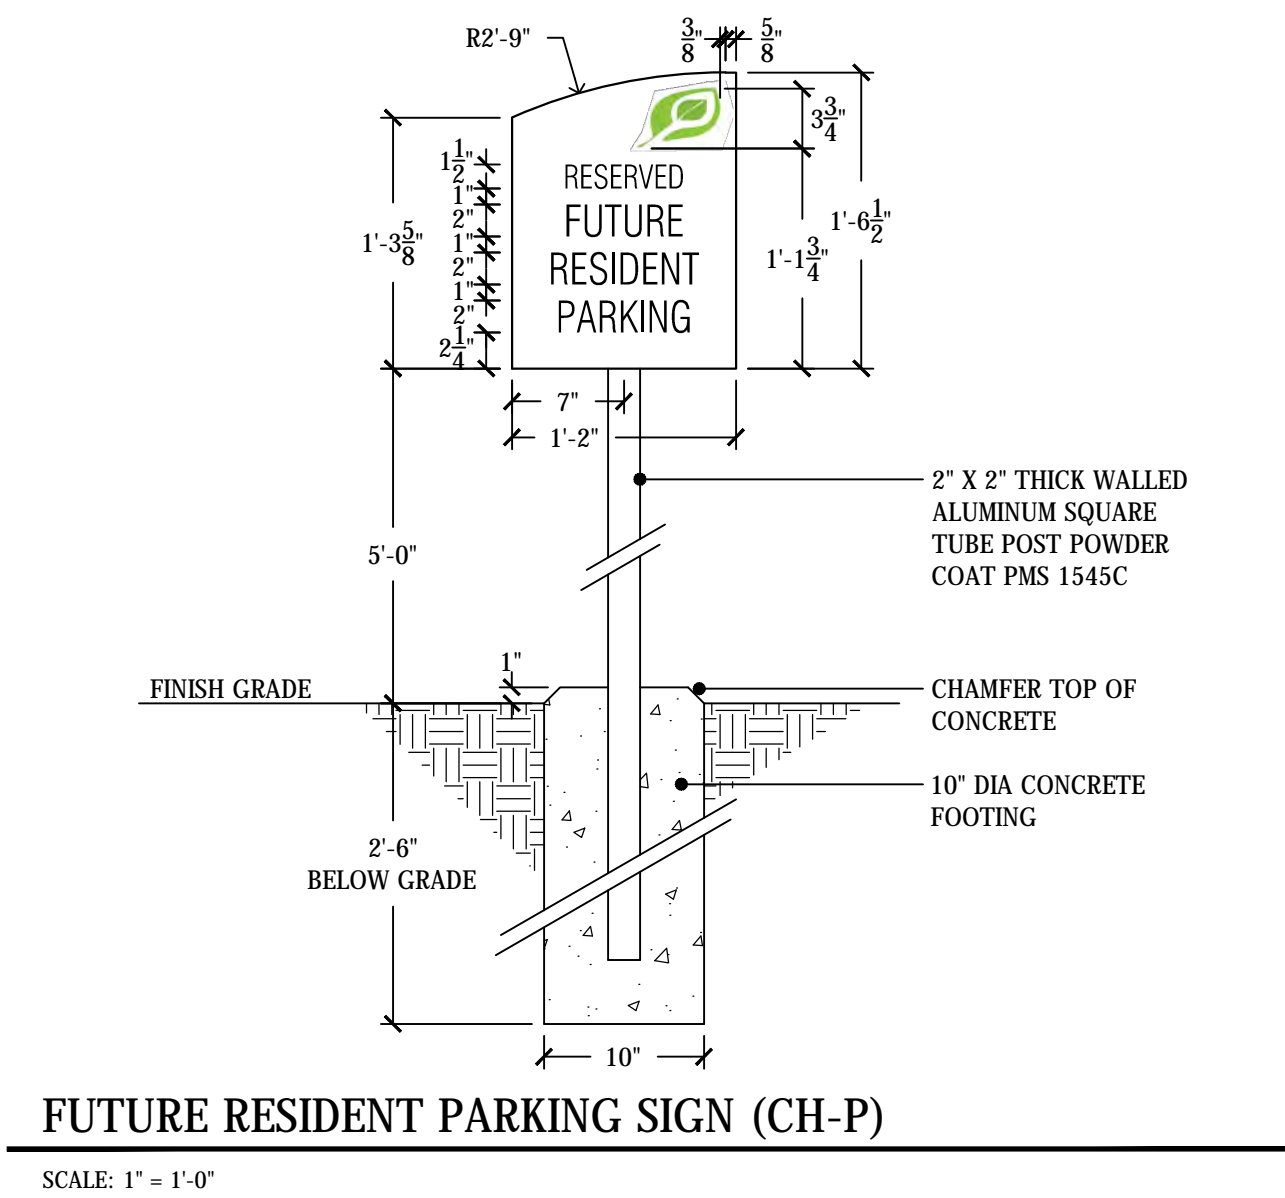 R2'-9"
3/8"
5/8"
3 3/4"
1 1/2"
1"
2"
1"
2"
1"
2"
2 1/4"
1'-3 5/8"
1'-6 1/2"
1'-1 3/4"
RESERVED
FUTURE
RESIDENT
PARKING
7"
1'-2"
2" X 2" THICK WALLED
ALUMINUM SQUARE
TUBE POST POWDER
COAT PMS 1545C
5'-0"
1"
FINISH GRADE
CHAMFER TOP OF
CONCRETE
10" DIA CONCRETE
FOOTING
2'-6"
BELOW GRADE
10"
FUTURE RESIDENT PARKING SIGN (CH-P)
SCALE: 1" = 1'-0"